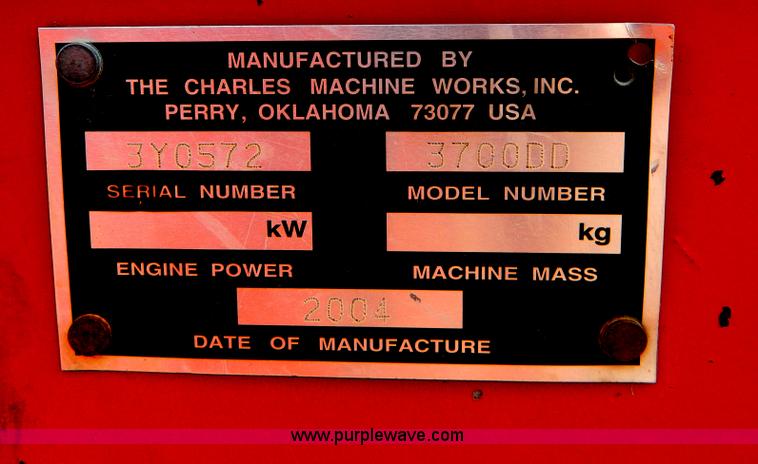 MANUFACTURED BY
THE CHARLES MACHINE WORKS, INC.
PERRY, OKLAHOMA 73077 USA
3Y0572 3700DD
SERIAL NUMBER MODEL NUMBER
kW kg
ENGINE POWER MACHINE MASS
2004
DATE OF MANUFACTURE
www.purplewave.com